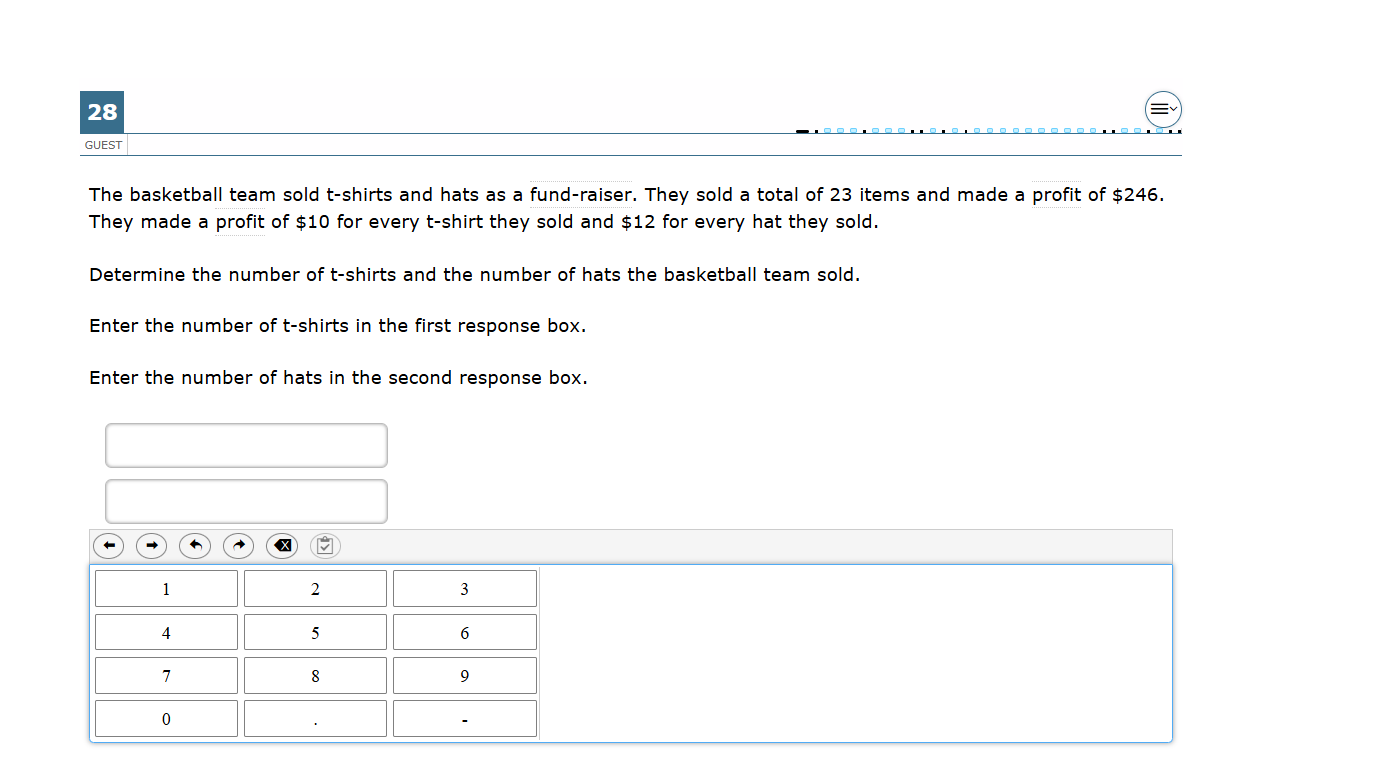 28
GUEST
The basketball team sold t-shirts and hats as a fund-raiser. They sold a total of 23 items and made a profit of $246.
They made a profit of $10 for every t-shirt they sold and $12 for every hat they sold.
Determine the number of t-shirts and the number of hats the basketball team sold.
Enter the number of t-shirts in the first response box.
Enter the number of hats in the second response box.
1 2 3
4 5 6
7 8 9
0 . -